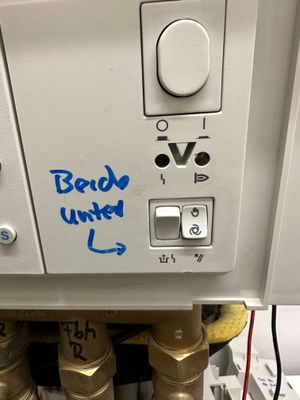 O I
V
Beide
unten
S